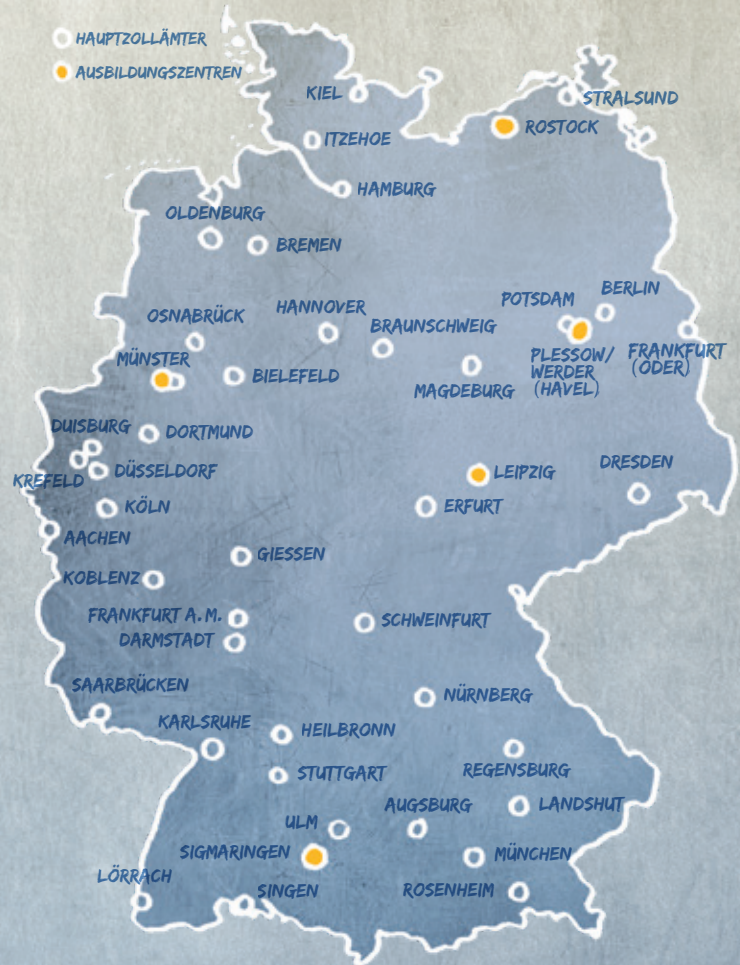 HAUPTZOLLÄMTER
AUSBILDUNGSZENTREN
KIEL
STRALSUND
ROSTOCK
ITZEHOE
HAMBURG
OLDENBURG
BREMEN
BERLIN
POTSDAM
HANNOVER
OSNABRÜCK
BRAUNSCHWEIG
PLESSOW/
WERDER
(HAVEL)
FRANKFURT
(ODER)
MÜNSTER
BIELEFELD
MAGDEBURG
DUISBURG
DORTMUND
DÜSSELDORF
KREFELD
LEIPZIG
DRESDEN
KÖLN
ERFURT
AACHEN
GIESSEN
KOBLENZ
FRANKFURT A.M.
SCHWEINFURT
DARMSTADT
SAARBRÜCKEN
NÜRNBERG
KARLSRUHE
HEILBRONN
REGENSBURG
STUTTGART
AUGSBURG
LANDSHUT
ULM
SIGMARINGEN
MÜNCHEN
LÖRRACH
SINGEN
ROSENHEIM